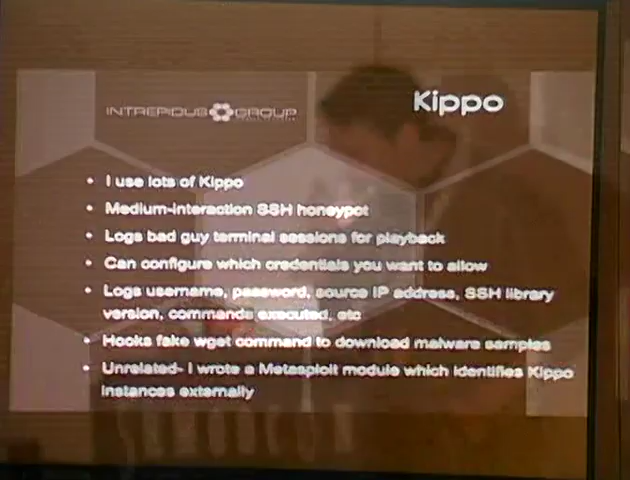 INTREPIDUS GROUP
Kippo
• I use lots of Kippo
• Medium-interaction SSH honeypot
• Logs bad guy terminal sessions for playback
• Can configure which credentials you want to allow
• Logs username, password, source IP address, SSH library
version, commands executed, etc
• Hooks fake wget command to download malware samples
• Unrelated- I wrote a Metasploit module which identifies Kippo
instances externally